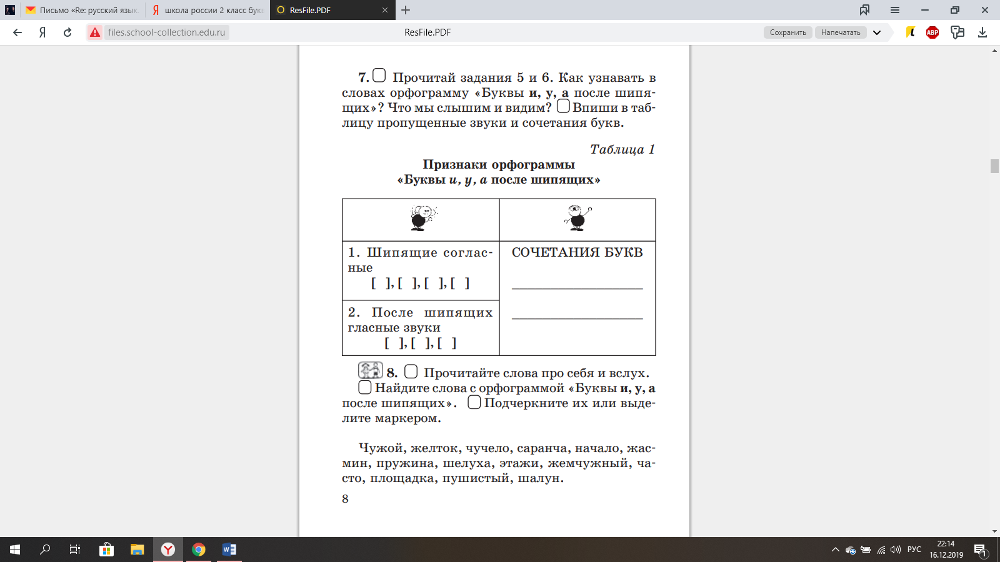 Письмо «Re: русский язык.
школа россии 2 класс букв
ResFile.PDF
files.school-collection.edu.ru
ResFile.PDF
Сохранить
Напечатать
ABP
7. Прочитай задания 5 и 6. Как узнавать в
словах орфограмму «Буквы и, у, а после шипя-
щих»? Что мы слышим и видим? Впиши в таб-
лицу пропущенные звуки и сочетания букв.
Таблица 1
Признаки орфограммы
«Буквы и, у, а после шипящих»
1. Шипящие соглас-
ные
[ ], [ ], [ ], [ ]
2. После шипящих
гласные звуки
[ ], [ ], [ ]
СОЧЕТАНИЯ БУКВ
8. Прочитайте слова про себя и вслух.
Найдите слова с орфограммой «Буквы и, у, а
после шипящих». Подчеркните их или выде-
лите маркером.
Чужой, желток, чучело, саранча, начало, жас-
мин, пружина, шелуха, этажи, жемчужный, ча-
сто, площадка, пушистый, шалун.
8
РУС
22:14
16.12.2019
1